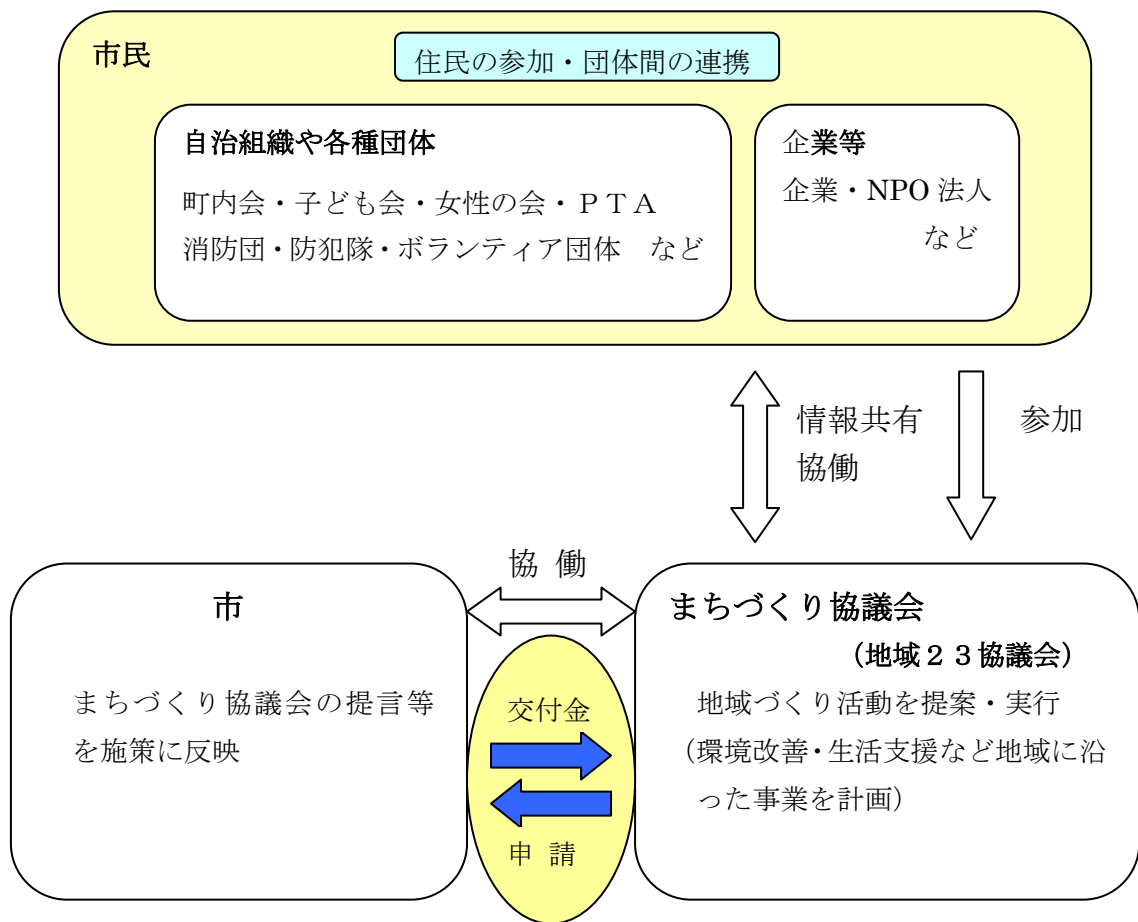 市民
住民の参加・団体間の連携
自治組織や各種団体
町内会・子ども会・女性の会・ＰＴＡ
消防団・防犯隊・ボランティア団体　など
企業等
企業・NPO 法人
など
情報共有
協働
参加
協 働
市
まちづくり協議会の提言等
を施策に反映
交付金
申 請
まちづくり協議会
（地域２３協議会）
地域づくり活動を提案・実行
（環境改善・生活支援など地域に沿
った事業を計画）